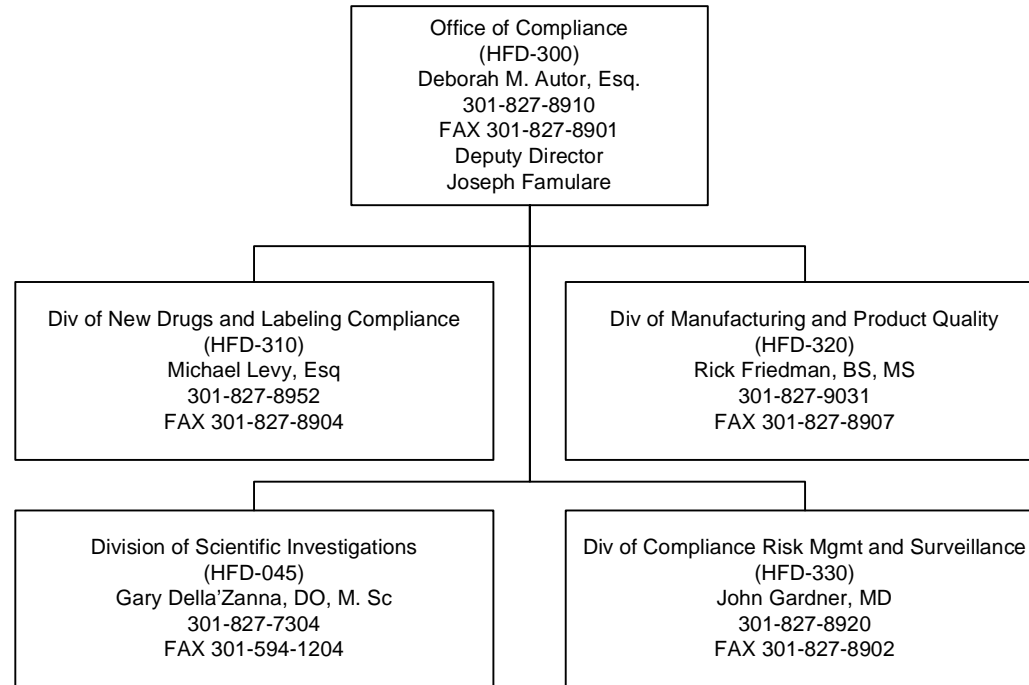 Office of Compliance
(HFD-300)
Deborah M. Autor, Esq.
301-827-8910
FAX 301-827-8901
Deputy Director
Joseph Famulare
Div of New Drugs and Labeling Compliance
(HFD-310)
Michael Levy, Esq
301-827-8952
FAX 301-827-8904
Div of Manufacturing and Product Quality
(HFD-320)
Rick Friedman, BS, MS
301-827-9031
FAX 301-827-8907
Division of Scientific Investigations
(HFD-045)
Gary Della’Zanna, DO, M. Sc
301-827-7304
FAX 301-594-1204
Div of Compliance Risk Mgmt and Surveillance
(HFD-330)
John Gardner, MD
301-827-8920
FAX 301-827-8902